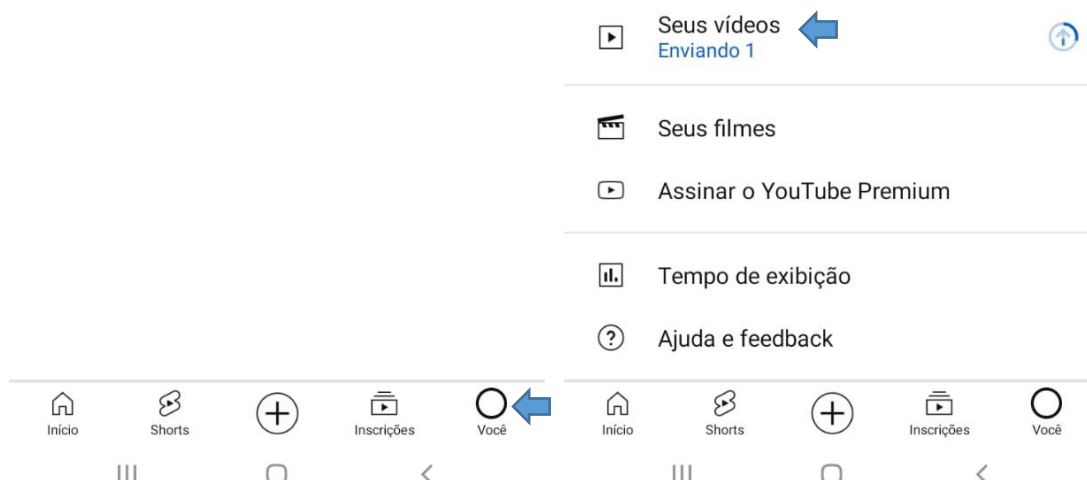 Início
Shorts
Inscrições
Você
Seus vídeos
Enviando 1
Seus filmes
Assinar o YouTube Premium
Tempo de exibição
Ajuda e feedback
Início
Shorts
Inscrições
Você